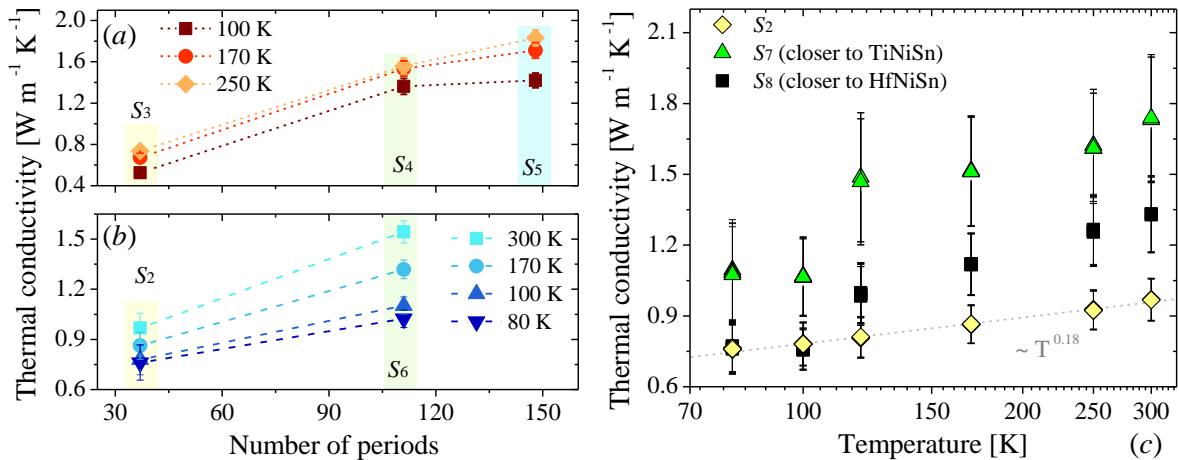 Thermal conductivity [W m⁻¹ K⁻¹]
(a)
100 K
170 K
250 K
2.0
1.6
1.2
0.8
0.4
S₃
S₄
S₅
(b)
300 K
170 K
100 K
80 K
1.5
1.2
0.9
0.6
S₂
S₆
30 60 90 120 150
Number of periods
Thermal conductivity [W m⁻¹ K⁻¹]
S₂
S₇ (closer to TiNiSn)
S₈ (closer to HfNiSn)
2.1
1.8
1.5
1.2
0.9
0.6
~ T^0.18
70 100 150 200 250 300
Temperature [K]
(c)